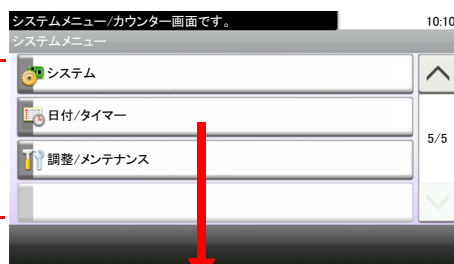 システムメニュー/カウンター画面です。
10:10
システムメニュー
システム
日付/タイマー
5/5
調整/メンテナンス